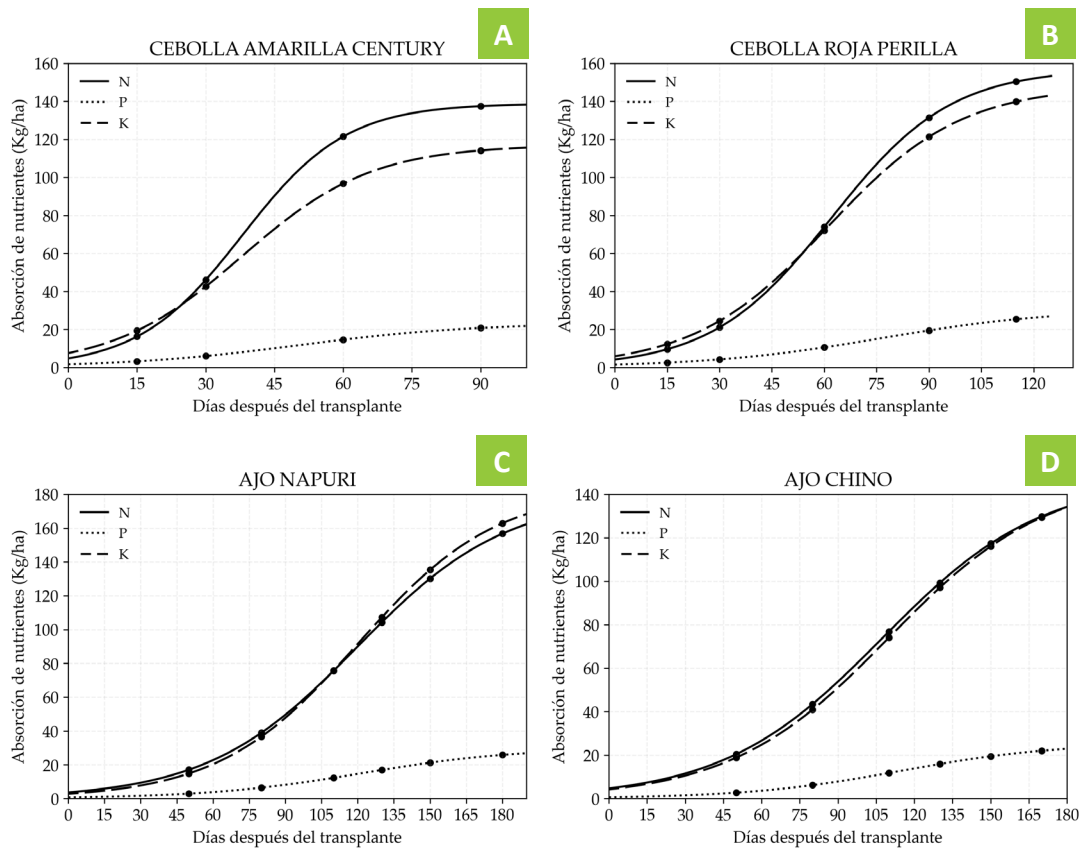 A
CEBOLLA AMARILLA CENTURY
N
P
K
Absorción de nutrientes (Kg/ha)
160
140
120
100
80
60
40
20
0
0 15 30 45 60 75 90
Días después del transplante
B
CEBOLLA ROJA PERILLA
N
P
K
Absorción de nutrientes (Kg/ha)
160
140
120
100
80
60
40
20
0
0 15 30 45 60 75 90 105 120
Días después del transplante
C
AJO NAPURI
N
P
K
Absorción de nutrientes (Kg/ha)
180
160
140
120
100
80
60
40
20
0
0 15 30 45 60 75 90 105 120 135 150 165 180
Días después del transplante
D
AJO CHINO
N
P
K
Absorción de nutrientes (Kg/ha)
140
120
100
80
60
40
20
0
0 15 30 45 60 75 90 105 120 135 150 165 180
Días después del transplante